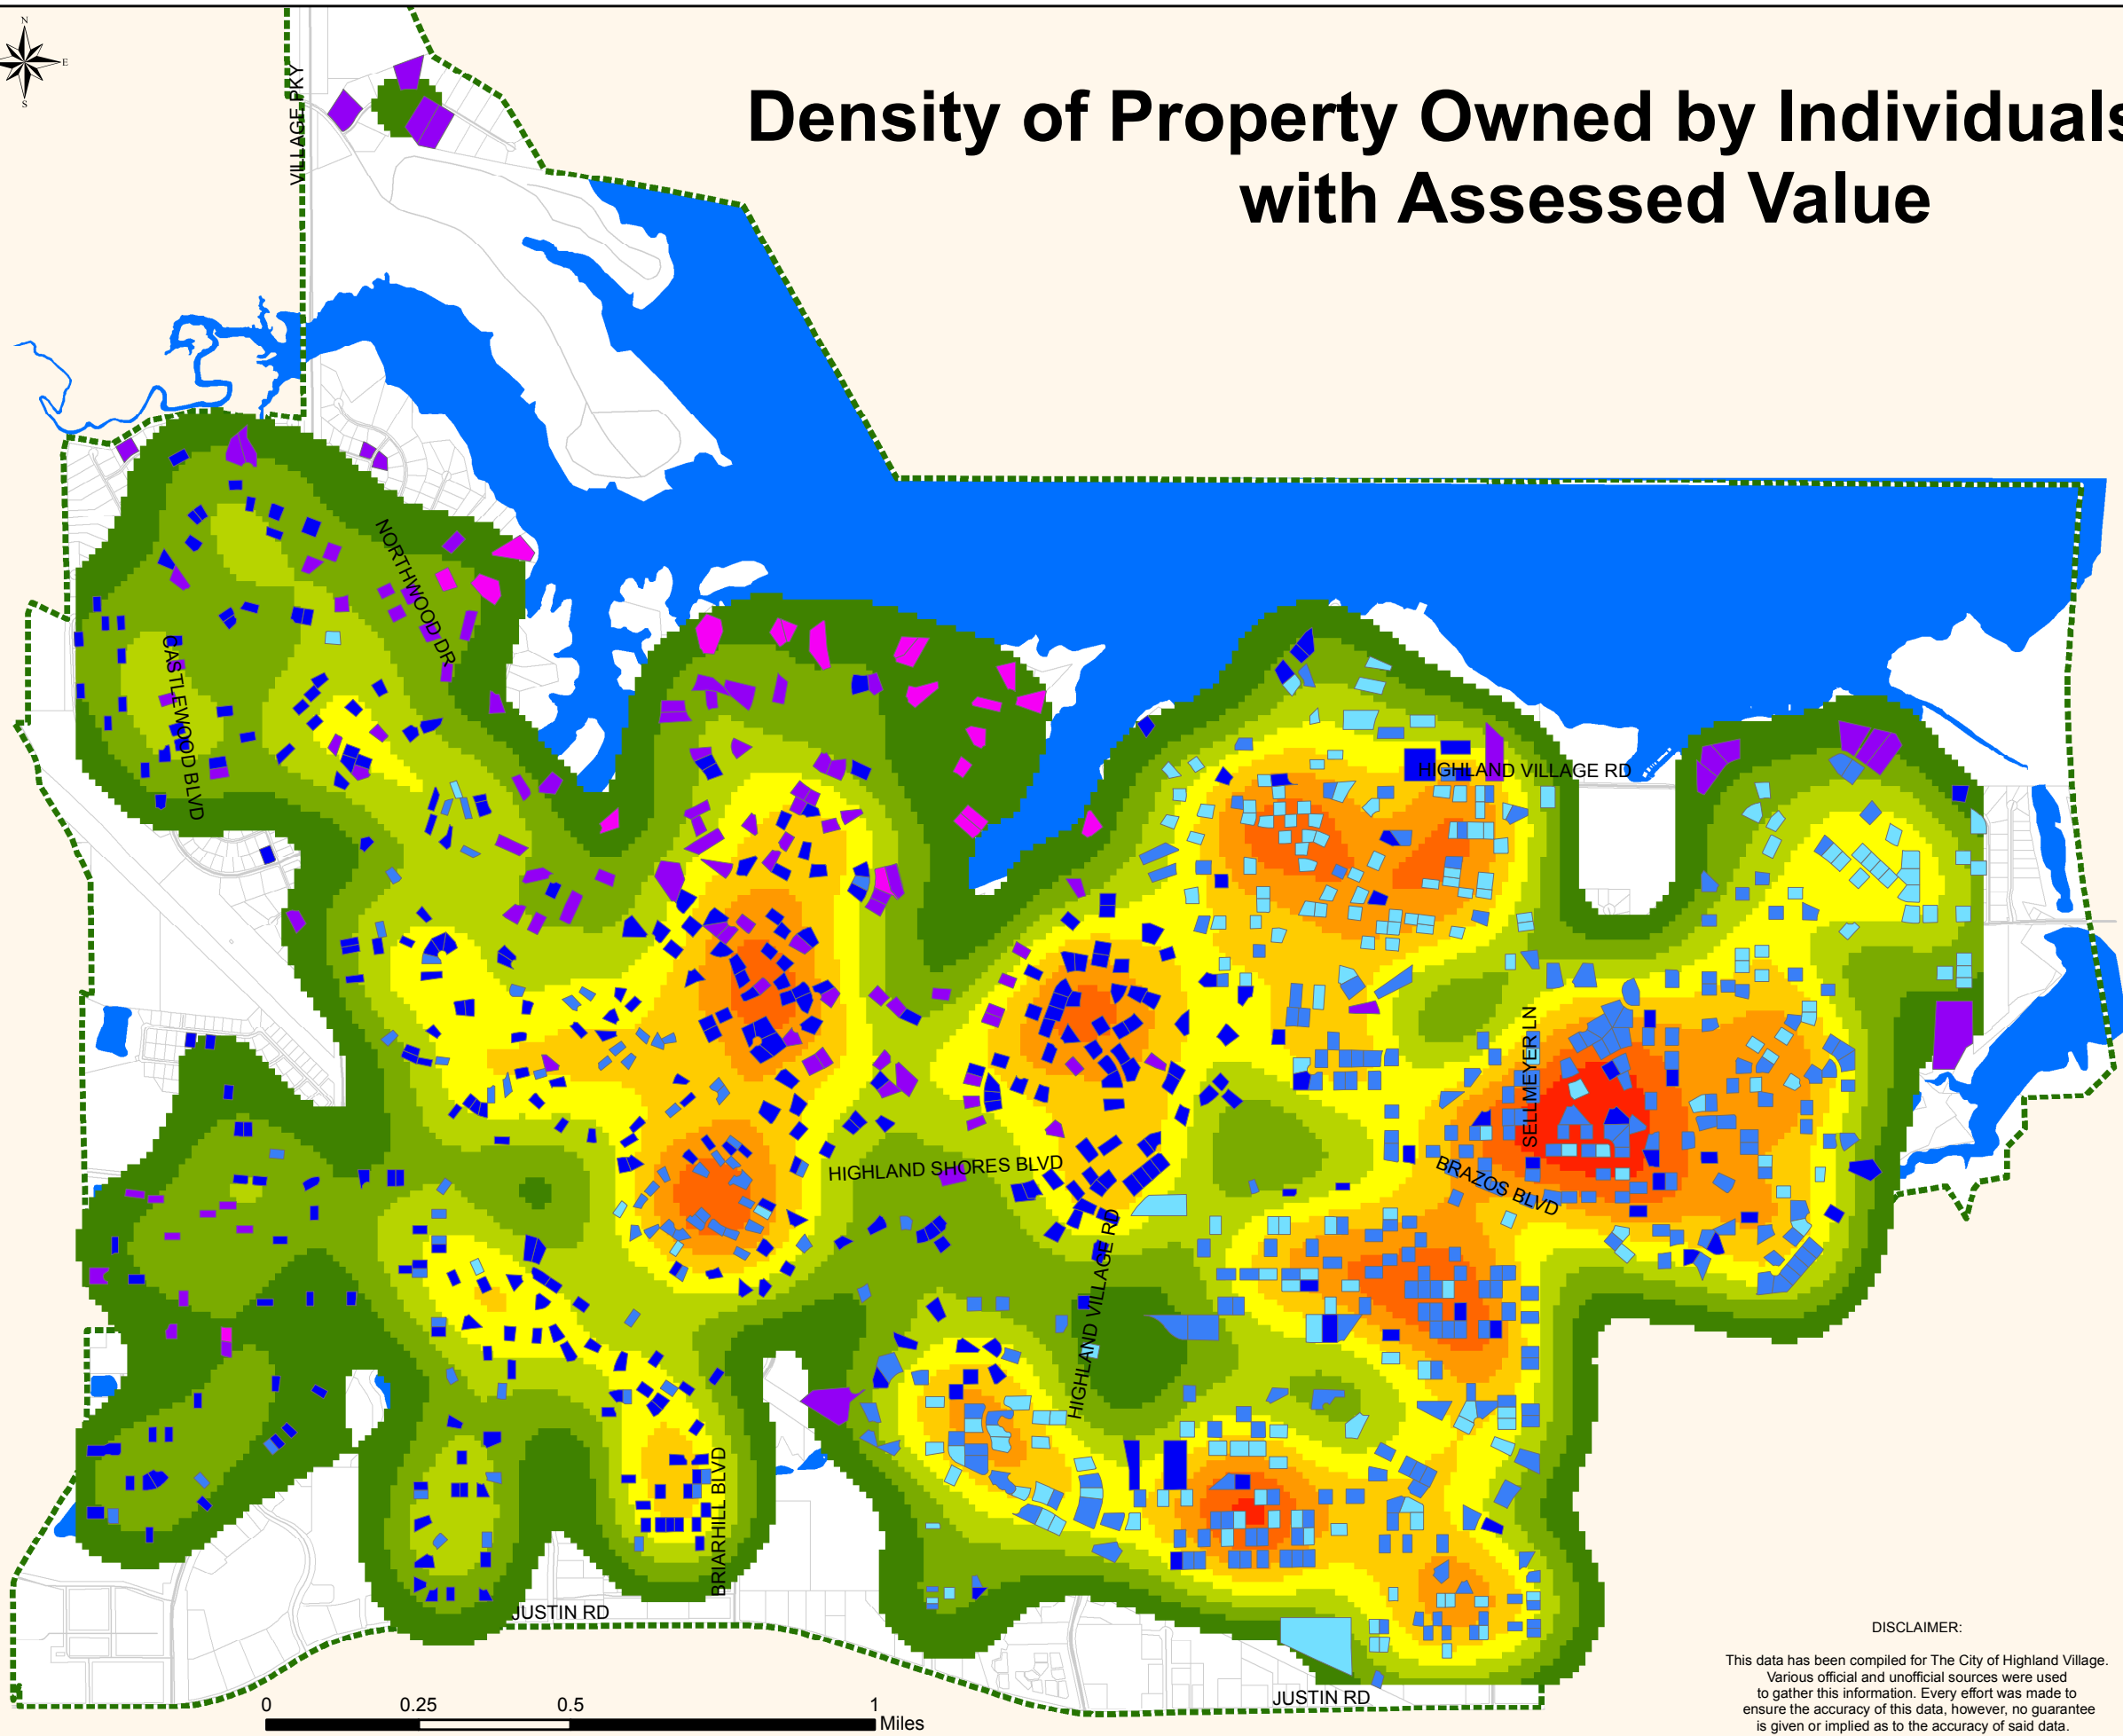 N
E
S
Density of Property Owned by Individuals
with Assessed Value
VILLAGE PKY
NORTHWOOD DR
CASTLEWOOD BLVD
HIGHLAND VILLAGE RD
SELLMEYER LN
BRAZOS BLVD
HIGHLAND SHORES BLVD
HIGHLAND VILLAGE RD
BRIARHILL BLVD
JUSTIN RD
JUSTIN RD
0 0.25 0.5 1
Miles
DISCLAIMER:
This data has been compiled for The City of Highland Village.
Various official and unofficial sources were used
to gather this information. Every effort was made to
ensure the accuracy of this data, however, no guarantee
is given or implied as to the accuracy of said data.